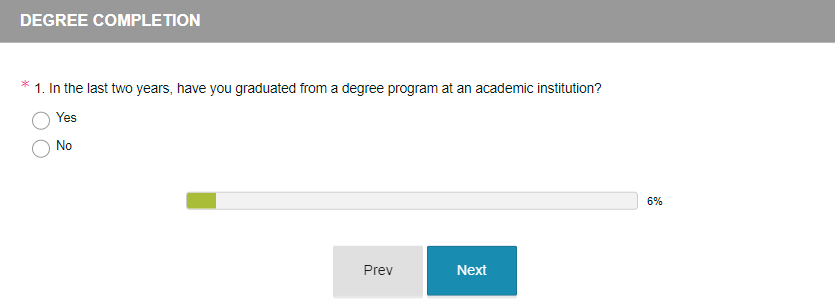 DEGREE COMPLETION
* 1. In the last two years, have you graduated from a degree program at an academic institution?
Yes
No
6%
Prev Next